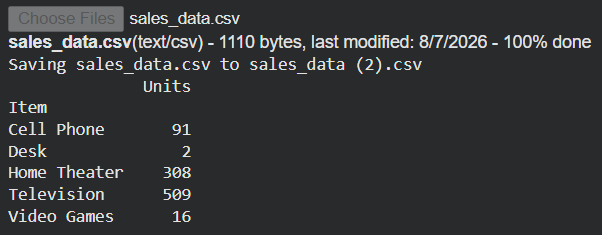 Choose Files sales_data.csv
sales_data.csv(text/csv) - 1110 bytes, last modified: 8/7/2026 - 100% done
Saving sales_data.csv to sales_data (2).csv
Units
Item
Cell Phone 91
Desk 2
Home Theater 308
Television 509
Video Games 16